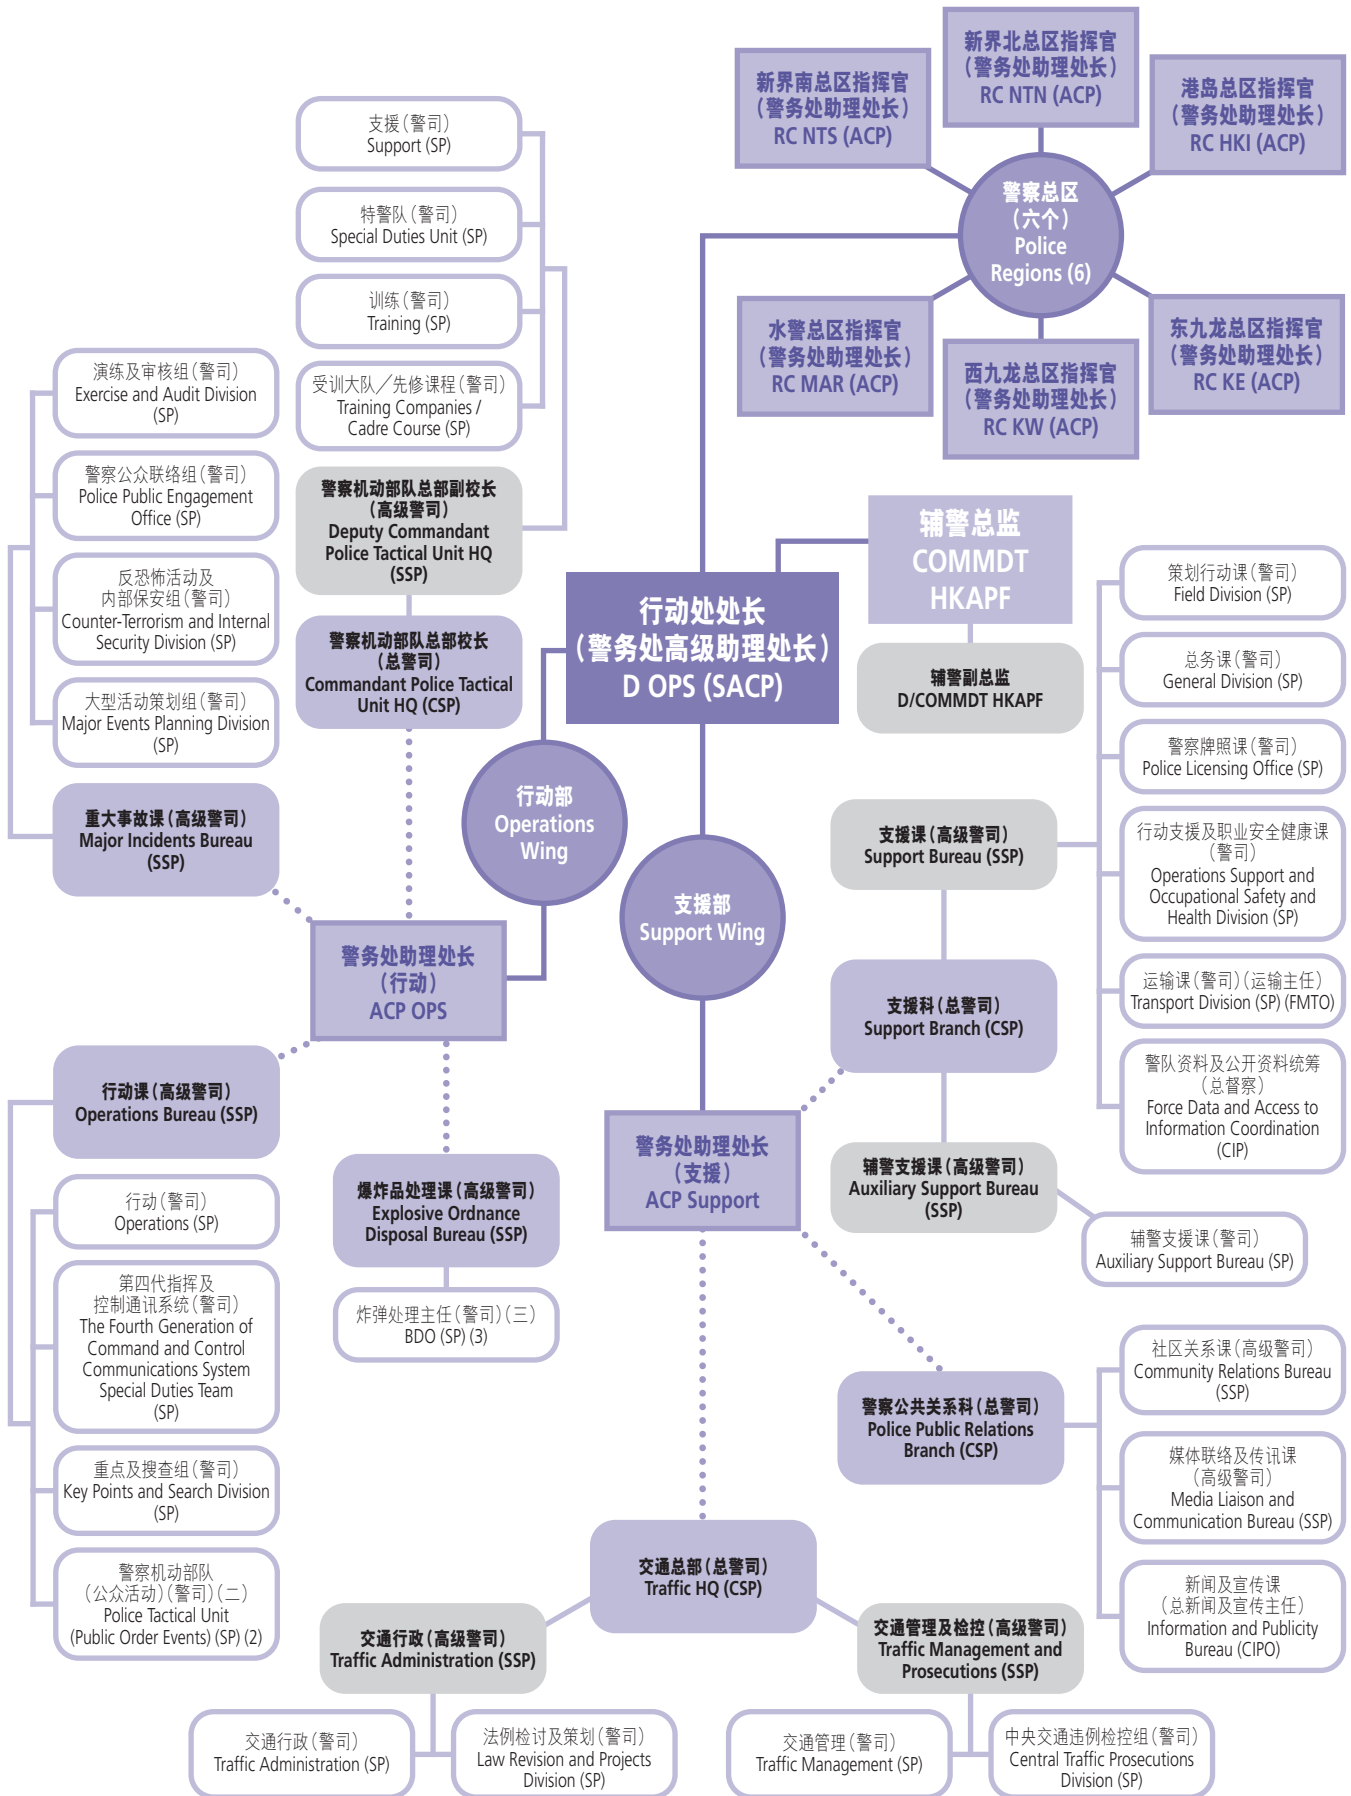 新界北总区指挥官
(警务处助理处长)
RC NTN (ACP)
新界南总区指挥官
(警务处助理处长)
RC NTS (ACP)
港岛总区指挥官
(警务处助理处长)
RC HKI (ACP)
警察总区
(六个)
Police
Regions (6)
水警总区指挥官
(警务处助理处长)
RC MAR (ACP)
西九龙总区指挥官
(警务处助理处长)
RC KW (ACP)
东九龙总区指挥官
(警务处助理处长)
RC KE (ACP)
支援(警司)
Support (SP)
特警队(警司)
Special Duties Unit (SP)
训练(警司)
Training (SP)
受训大队／先修课程(警司)
Training Companies /
Cadre Course (SP)
警察机动部队总部副校长
(高级警司)
Deputy Commandant
Police Tactical Unit HQ
(SSP)
警察机动部队总部校长
(总警司)
Commandant Police Tactical
Unit HQ (CSP)
演练及审核组(警司)
Exercise and Audit Division
(SP)
警察公众联络组(警司)
Police Public Engagement
Office (SP)
反恐怖活动及
内部保安组(警司)
Counter-Terrorism and Internal
Security Division (SP)
大型活动策划组(警司)
Major Events Planning Division
(SP)
重大事故课(高级警司)
Major Incidents Bureau
(SSP)
辅警总监
COMMDT
HKAPF
行动处处长
(警务处高级助理处长)
D OPS (SACP)
辅警副总监
D/COMMDT HKAPF
行动部
Operations
Wing
支援部
Support Wing
警务处助理处长
(行动)
ACP OPS
行动课(高级警司)
Operations Bureau (SSP)
行动(警司)
Operations (SP)
第四代指挥及
控制通讯系统(警司)
The Fourth Generation of
Command and Control
Communications System
Special Duties Team
(SP)
重点及搜查组(警司)
Key Points and Search Division
(SP)
警察机动部队
(公众活动)(警司)(二)
Police Tactical Unit
(Public Order Events) (SP) (2)
爆炸品处理课(高级警司)
Explosive Ordnance
Disposal Bureau (SSP)
炸弹处理主任(警司)(三)
BDO (SP) (3)
策划行动课(警司)
Field Division (SP)
总务课(警司)
General Division (SP)
警察牌照课(警司)
Police Licensing Office (SP)
行动支援及职业安全健康课
(警司)
Operations Support and
Occupational Safety and
Health Division (SP)
运输课(警司)(运输主任)
Transport Division (SP) (FMTO)
警队资料及公开资料统筹
(总督察)
Force Data and Access to
Information Coordination
(CIP)
支援课(高级警司)
Support Bureau (SSP)
支援科(总警司)
Support Branch (CSP)
警务处助理处长
(支援)
ACP Support
辅警支援课(高级警司)
Auxiliary Support Bureau
(SSP)
辅警支援课(警司)
Auxiliary Support Bureau (SP)
警察公共关系科(总警司)
Police Public Relations
Branch (CSP)
社区关系课(高级警司)
Community Relations Bureau
(SSP)
媒体联络及传讯课
(高级警司)
Media Liaison and
Communication Bureau (SSP)
新闻及宣传课
(总新闻及宣传主任)
Information and Publicity
Bureau (CIPO)
交通总部(总警司)
Traffic HQ (CSP)
交通行政(高级警司)
Traffic Administration (SSP)
交通行政(警司)
Traffic Administration (SP)
法例检讨及策划(警司)
Law Revision and Projects
Division (SP)
交通管理及检控(高级警司)
Traffic Management and
Prosecutions (SSP)
交通管理(警司)
Traffic Management (SP)
中央交通违例检控组(警司)
Central Traffic Prosecutions
Division (SP)